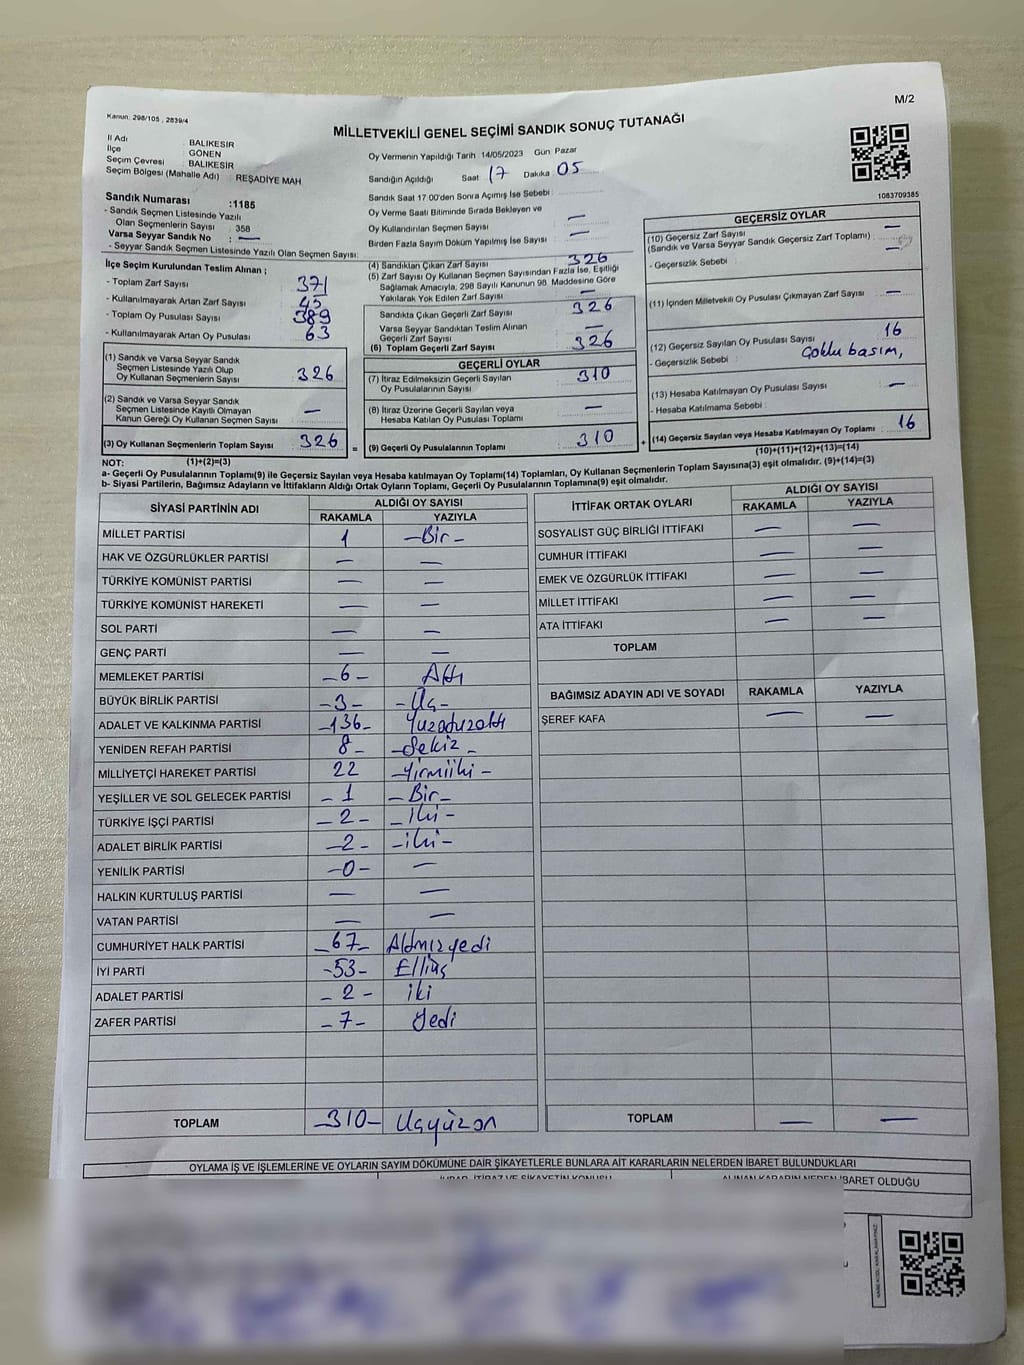 M/2
Kanun. 298/105 , 2839/4
MİLLETVEKİLİ GENEL SEÇİMİ SANDIK SONUÇ TUTANAĞI
İl Adı BALIKESİR
İlçe GÖNEN
Seçim Çevresi BALIKESİR
Seçim Bölgesi (Mahalle Adı) REŞADİYE MAH
Oy Vermenin Yapıldığı Tarih 14/05/2023 Gün Pazar
Sandığın Açıldığı Saat 17 Dakika 05
Sandık Saat 17.00'den Sonra Açılmış İse Sebebi
Oy Verme Saati Bitiminde Sırada Bekleyen ve
Oy Kullandırılan Seçmen Sayısı —
Birden Fazla Sayım Döküm Yapılmış İse Sayısı —
1083709385
Sandık Numarası :1185
- Sandık Seçmen Listesinde Yazılı
Olan Seçmenlerin Sayısı : 358
Varsa Seyyar Sandık No : —
- Seyyar Sandık Seçmen Listesinde Yazılı Olan Seçmen Sayısı:
İlçe Seçim Kurulundan Teslim Alınan ;
- Toplam Zarf Sayısı 371
- Kullanılmayarak Artan Zarf Sayısı 45
- Toplam Oy Pusulası Sayısı 389
- Kullanılmayarak Artan Oy Pusulası 63
(1) Sandık ve Varsa Seyyar Sandık
Seçmen Listesinde Yazılı Olup
Oy Kullanan Seçmenlerin Sayısı 326
(2) Sandık ve Varsa Seyyar Sandık
Seçmen Listesinde Kayıtlı Olmayan
Kanun Gereği Oy Kullanan Seçmen Sayısı —
(3) Oy Kullanan Seçmenlerin Toplam Sayısı 326
(1)+(2)=(3)
(4) Sandıktan Çıkan Zarf Sayısı 326
(5) Zarf Sayısı Oy Kullanan Seçmen Sayısından Fazla İse, Eşitliği
Sağlamak Amacıyla, 298 Sayılı Kanunun 98. Maddesine Göre
Yakılarak Yok Edilen Zarf Sayısı —
Sandıkta Çıkan Geçerli Zarf Sayısı 326
Varsa Seyyar Sandıktan Teslim Alınan
Geçerli Zarf Sayısı —
(6) Toplam Geçerli Zarf Sayısı 326
GEÇERLİ OYLAR
(7) İtiraz Edilmeksizin Geçerli Sayılan
Oy Pusulalarının Sayısı 310
(8) İtiraz Üzerine Geçerli Sayılan veya
Hesaba Katılan Oy Pusulası Toplamı —
= (9) Geçerli Oy Pusulalarının Toplamı 310
GEÇERSİZ OYLAR
(10) Geçersiz Zarf Sayısı —
(Sandık ve Varsa Seyyar Sandık Geçersiz Zarf Toplamı) —
- Geçersizlik Sebebi :
(11) İçinden Milletvekili Oy Pusulası Çıkmayan Zarf Sayısı —
(12) Geçersiz Sayılan Oy Pusulası Sayısı 16
- Geçersizlik Sebebi : Çoklu basım,
(13) Hesaba Katılmayan Oy Pusulası Sayısı —
- Hesaba Katılmama Sebebi :
+ (14) Geçersiz Sayılan veya Hesaba Katılmayan Oy Toplamı 16
(10)+(11)+(12)+(13)=(14)
NOT:
a- Geçerli Oy Pusulalarının Toplamı(9) ile Geçersiz Sayılan veya Hesaba katılmayan Oy Toplamı(14) Toplamları, Oy Kullanan Seçmenlerin Toplam Sayısına(3) eşit olmalıdır. (9)+(14)=(3)
b- Siyasi Partilerin, Bağımsız Adayların ve İttifakların Aldığı Ortak Oyların Toplamı, Geçerli Oy Pusulalarının Toplamına(9) eşit olmalıdır.
SİYASİ PARTİNİN ADI ALDIĞI OY SAYISI
RAKAMLA YAZIYLA
MİLLET PARTİSİ 1 -Bir-
HAK VE ÖZGÜRLÜKLER PARTİSİ — —
TÜRKİYE KOMÜNİST PARTİSİ — —
TÜRKİYE KOMÜNİST HAREKETİ — —
SOL PARTİ — —
GENÇ PARTİ — —
MEMLEKET PARTİSİ -6- Altı
BÜYÜK BİRLİK PARTİSİ -3- -Üç-
ADALET VE KALKINMA PARTİSİ -136- Yüzotuzaltı
YENİDEN REFAH PARTİSİ 8- -Sekiz-
MİLLİYETÇİ HAREKET PARTİSİ 22 -Yirmiiki-
YEŞİLLER VE SOL GELECEK PARTİSİ -1 -Bir-
TÜRKİYE İŞÇİ PARTİSİ -2- -İki-
ADALET BİRLİK PARTİSİ -2- -iki-
YENİLİK PARTİSİ -0- —
HALKIN KURTULUŞ PARTİSİ — —
VATAN PARTİSİ — —
CUMHURİYET HALK PARTİSİ -67- Altmışyedi
İYİ PARTİ -53- Elliüç
ADALET PARTİSİ -2- iki
ZAFER PARTİSİ -7- Yedi
TOPLAM -310- Üçyüzon
İTTİFAK ORTAK OYLARI ALDIĞI OY SAYISI
RAKAMLA YAZIYLA
SOSYALİST GÜÇ BİRLİĞİ İTTİFAKI — —
CUMHUR İTTİFAKI — —
EMEK VE ÖZGÜRLÜK İTTİFAKI — —
MİLLET İTTİFAKI — —
ATA İTTİFAKI — —
TOPLAM
BAĞIMSIZ ADAYIN ADI VE SOYADI RAKAMLA YAZIYLA
ŞEREF KAFA — —
TOPLAM — —
OYLAMA İŞ VE İŞLEMLERİNE VE OYLARIN SAYIM DÖKÜMÜNE DAİR ŞİKAYETLERLE BUNLARA AİT KARARLARIN NELERDEN İBARET BULUNDUKLARI
İHBAR, İTİRAZ VE ŞİKAYETİN KONUSU ALINAN KARARIN NEDEN İBARET OLDUĞU